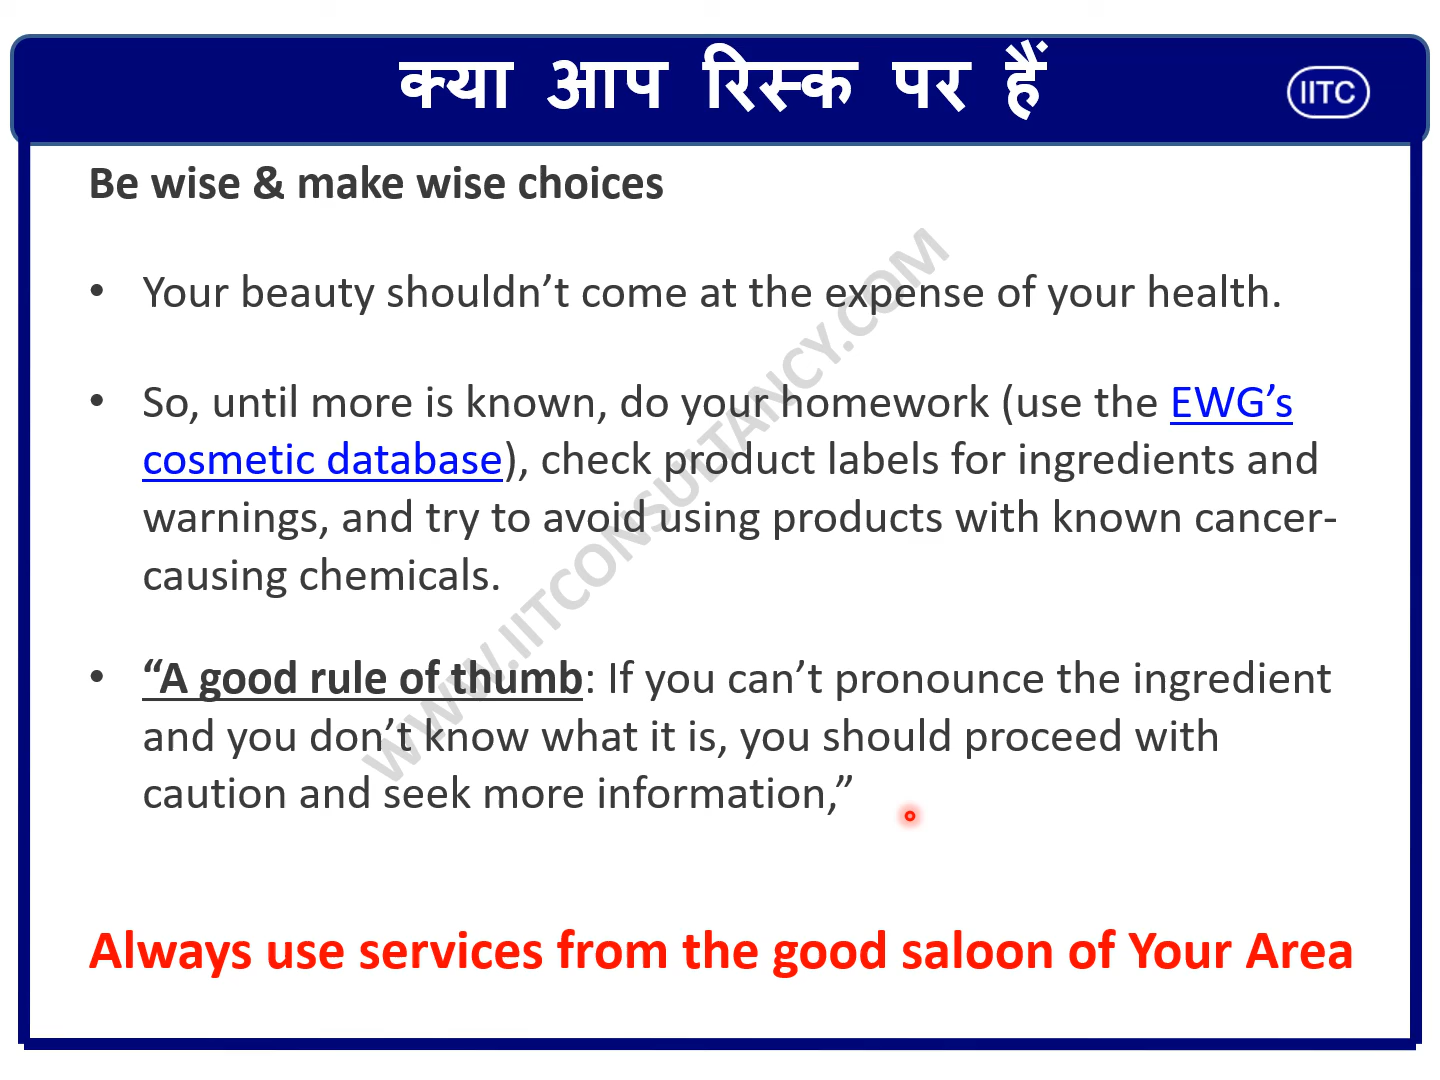 क्या आप रिस्क पर हैं
IITC
Be wise & make wise choices
• Your beauty shouldn’t come at the expense of your health.
• So, until more is known, do your homework (use the EWG’s
cosmetic database), check product labels for ingredients and
warnings, and try to avoid using products with known cancer-
causing chemicals.
• “A good rule of thumb: If you can’t pronounce the ingredient
and you don’t know what it is, you should proceed with
caution and seek more information,”
Always use services from the good saloon of Your Area
WWW.IITCONSULTANCY.COM